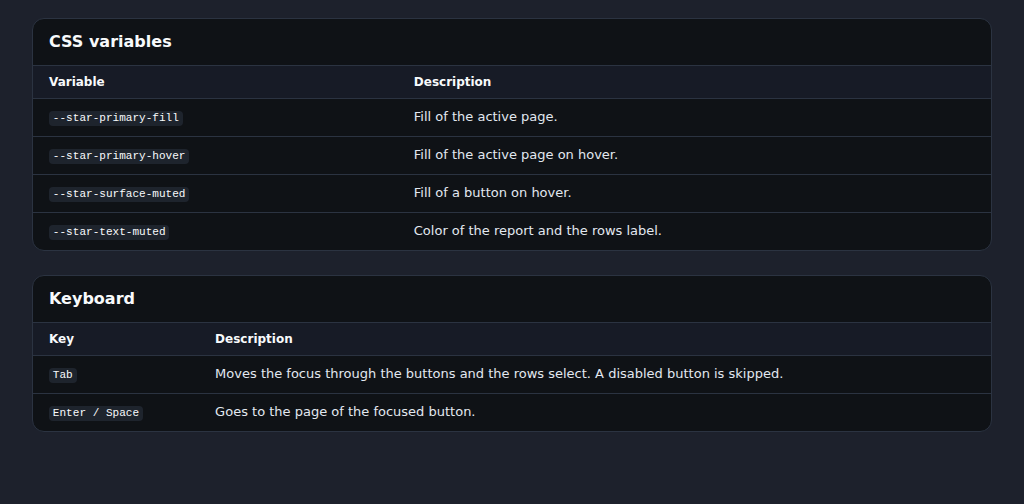 CSS variables
Variable Description
--star-primary-fill Fill of the active page.
--star-primary-hover Fill of the active page on hover.
--star-surface-muted Fill of a button on hover.
--star-text-muted Color of the report and the rows label.
Keyboard
Key Description
Tab Moves the focus through the buttons and the rows select. A disabled button is skipped.
Enter / Space Goes to the page of the focused button.